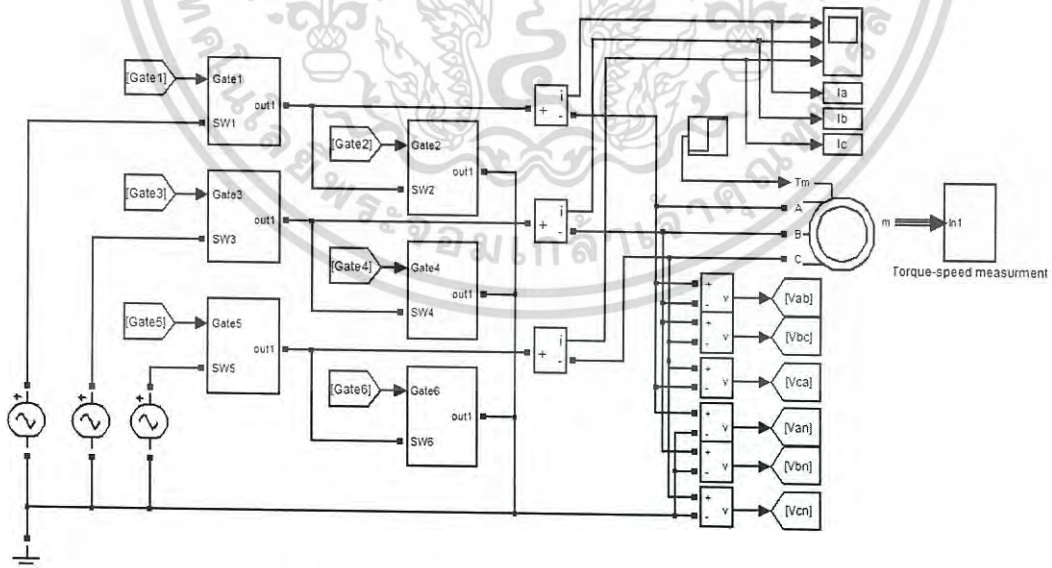 [Gate1]
Gate1
out1
SW1
[Gate2]
Gate2
out1
SW2
[Gate3]
Gate3
out1
SW3
[Gate4]
Gate4
out1
SW4
[Gate5]
Gate5
out1
SW5
[Gate6]
Gate6
out1
SW6
i
+
-
i
+
-
i
+
-
Ia
Ib
Ic
Tm
A
B
C
m
In1
Torque-speed measurment
+
-
v
[Vab]
+
-
v
[Vbc]
+
-
v
[Vca]
+
-
v
[Van]
+
-
v
[Vbn]
+
-
v
[Vcn]
+
+
+